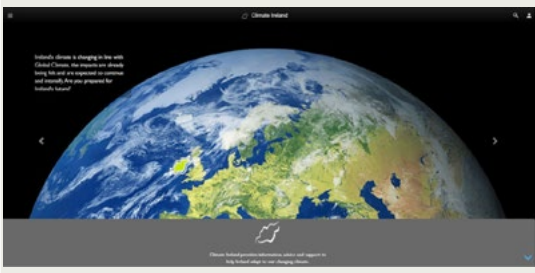 Climate Ireland
Ireland's climate is changing in line with
Global Climate, the impacts are already
being felt and are expected to continue
and intensify. Are you prepared for
Ireland's future?
Climate Ireland provides information, advice and support to
help Ireland adapt to our changing climate.